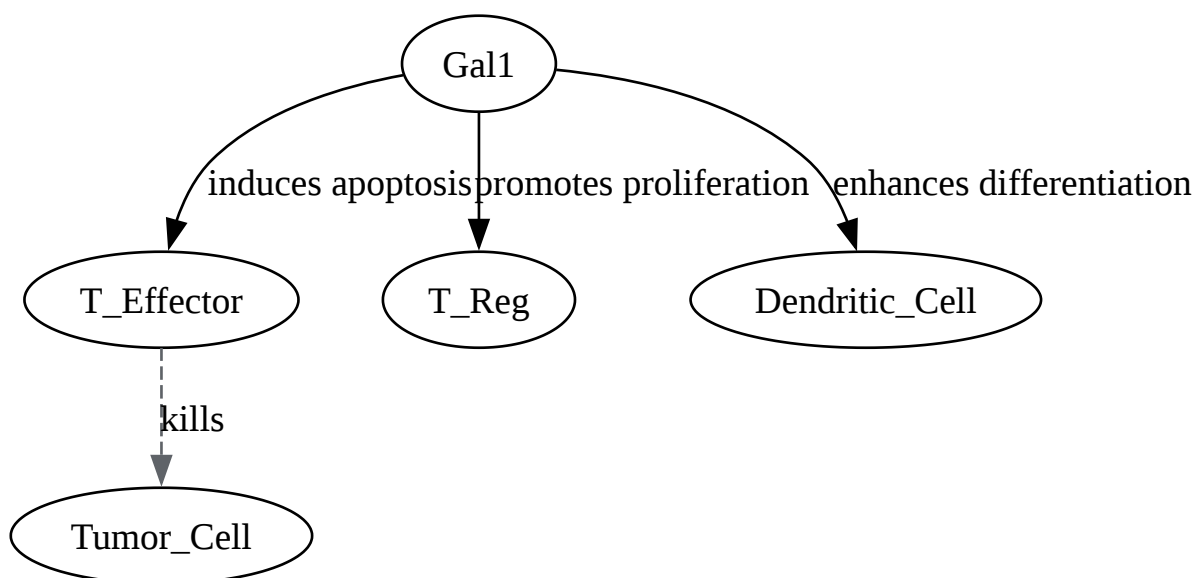 Gal1
induces apoptosis
promotes proliferation
enhances differentiation
T_Effector
T_Reg
Dendritic_Cell
kills
Tumor_Cell